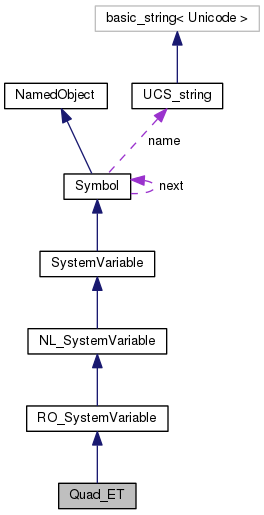 basic_string< Unicode >
NamedObject
UCS_string
name
Symbol
next
SystemVariable
NL_SystemVariable
RO_SystemVariable
Quad_ET